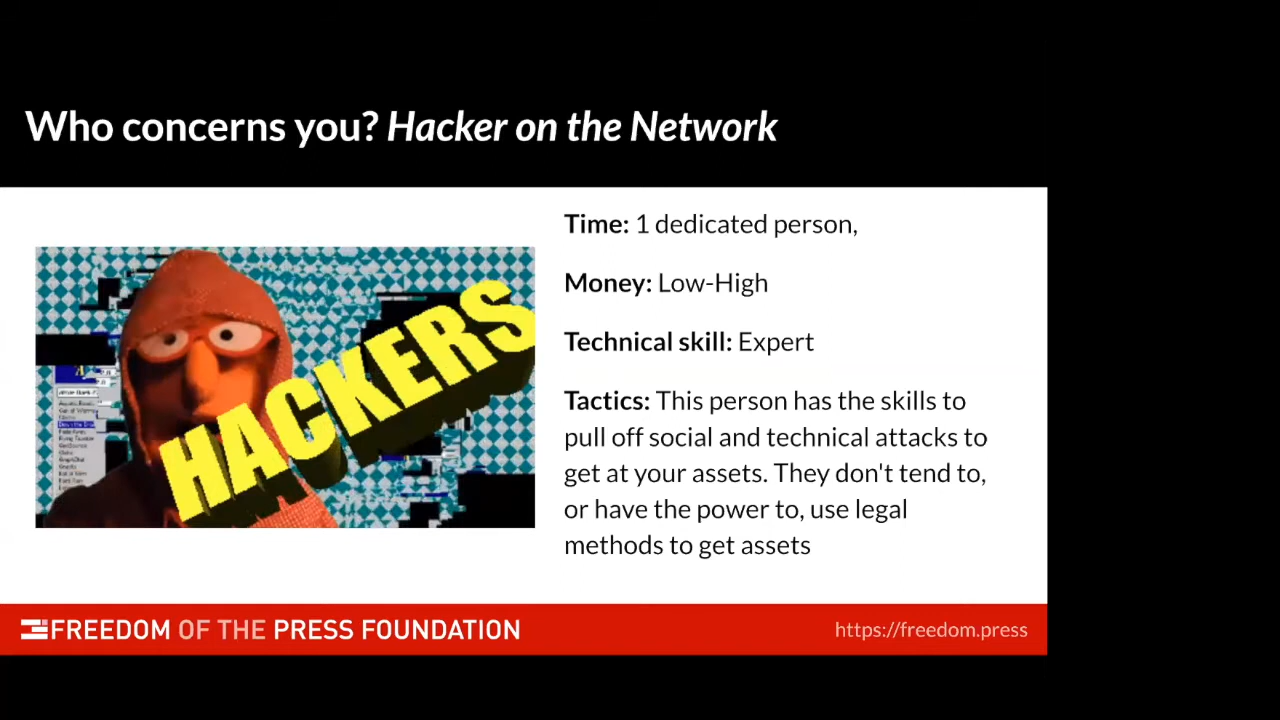 Who concerns you? Hacker on the Network
Time: 1 dedicated person,
Money: Low-High
Technical skill: Expert
Tactics: This person has the skills to
pull off social and technical attacks to
get at your assets. They don't tend to,
or have the power to, use legal
methods to get assets
HACKERS
FREEDOM OF THE PRESS FOUNDATION
https://freedom.press